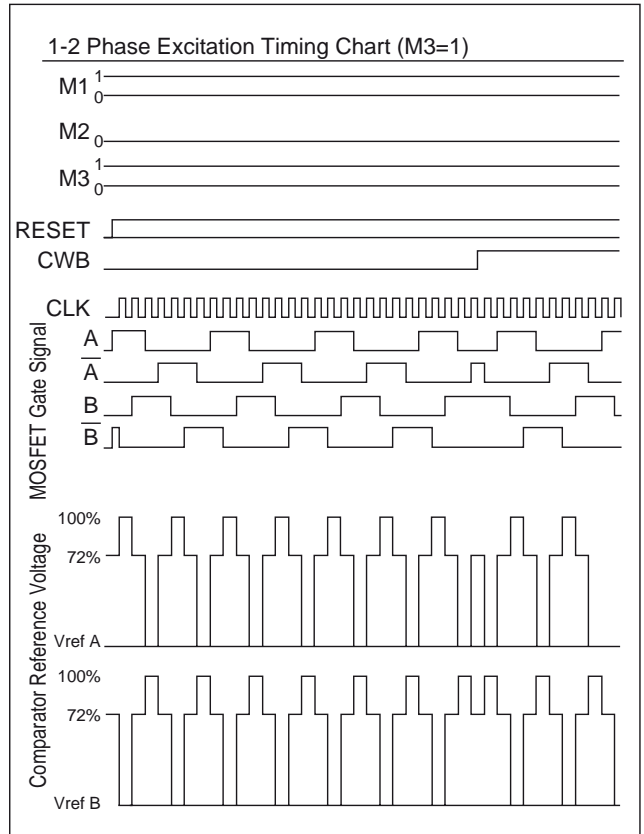 1-2 Phase Excitation Timing Chart (M3=1)
M1 1
0
M2 0
M3 1
0
RESET
CWB
CLK
MOSFET Gate Signal
A
A̅
B
B̅
Comparator Reference Voltage
100%
72%
Vref A
100%
72%
Vref B